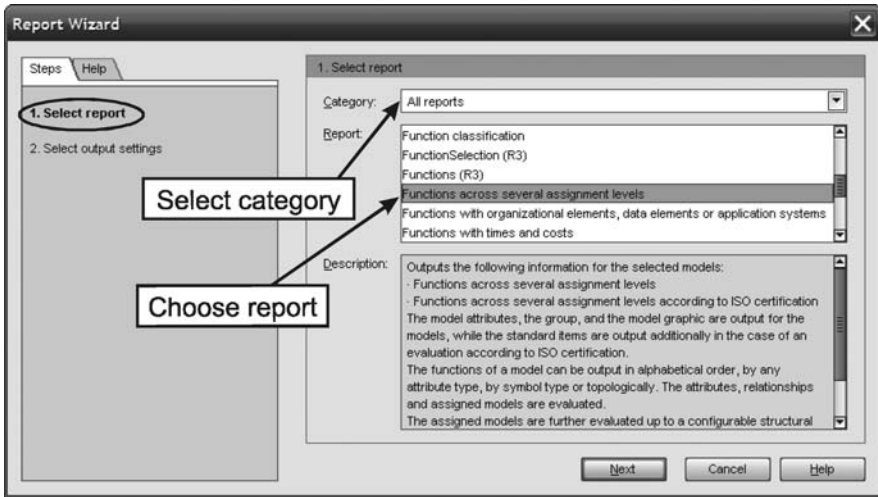 Report Wizard
Steps
Help
1. Select report
2. Select output settings
1. Select report
Category:
All reports
Report:
Function classification
FunctionSelection (R3)
Functions (R3)
Functions across several assignment levels
Functions with organizational elements, data elements or application systems
Functions with times and costs
Select category
Choose report
Description:
Outputs the following information for the selected models:
· Functions across several assignment levels
· Functions across several assignment levels according to ISO certification
The model attributes, the group, and the model graphic are output for the
models, while the standard items are output additionally in the case of an
evaluation according to ISO certification.
The functions of a model can be output in alphabetical order, by any
attribute type, by symbol type or topologically. The attributes, relationships
and assigned models are evaluated.
The assigned models are further evaluated up to a configurable structural
Next
Cancel
Help